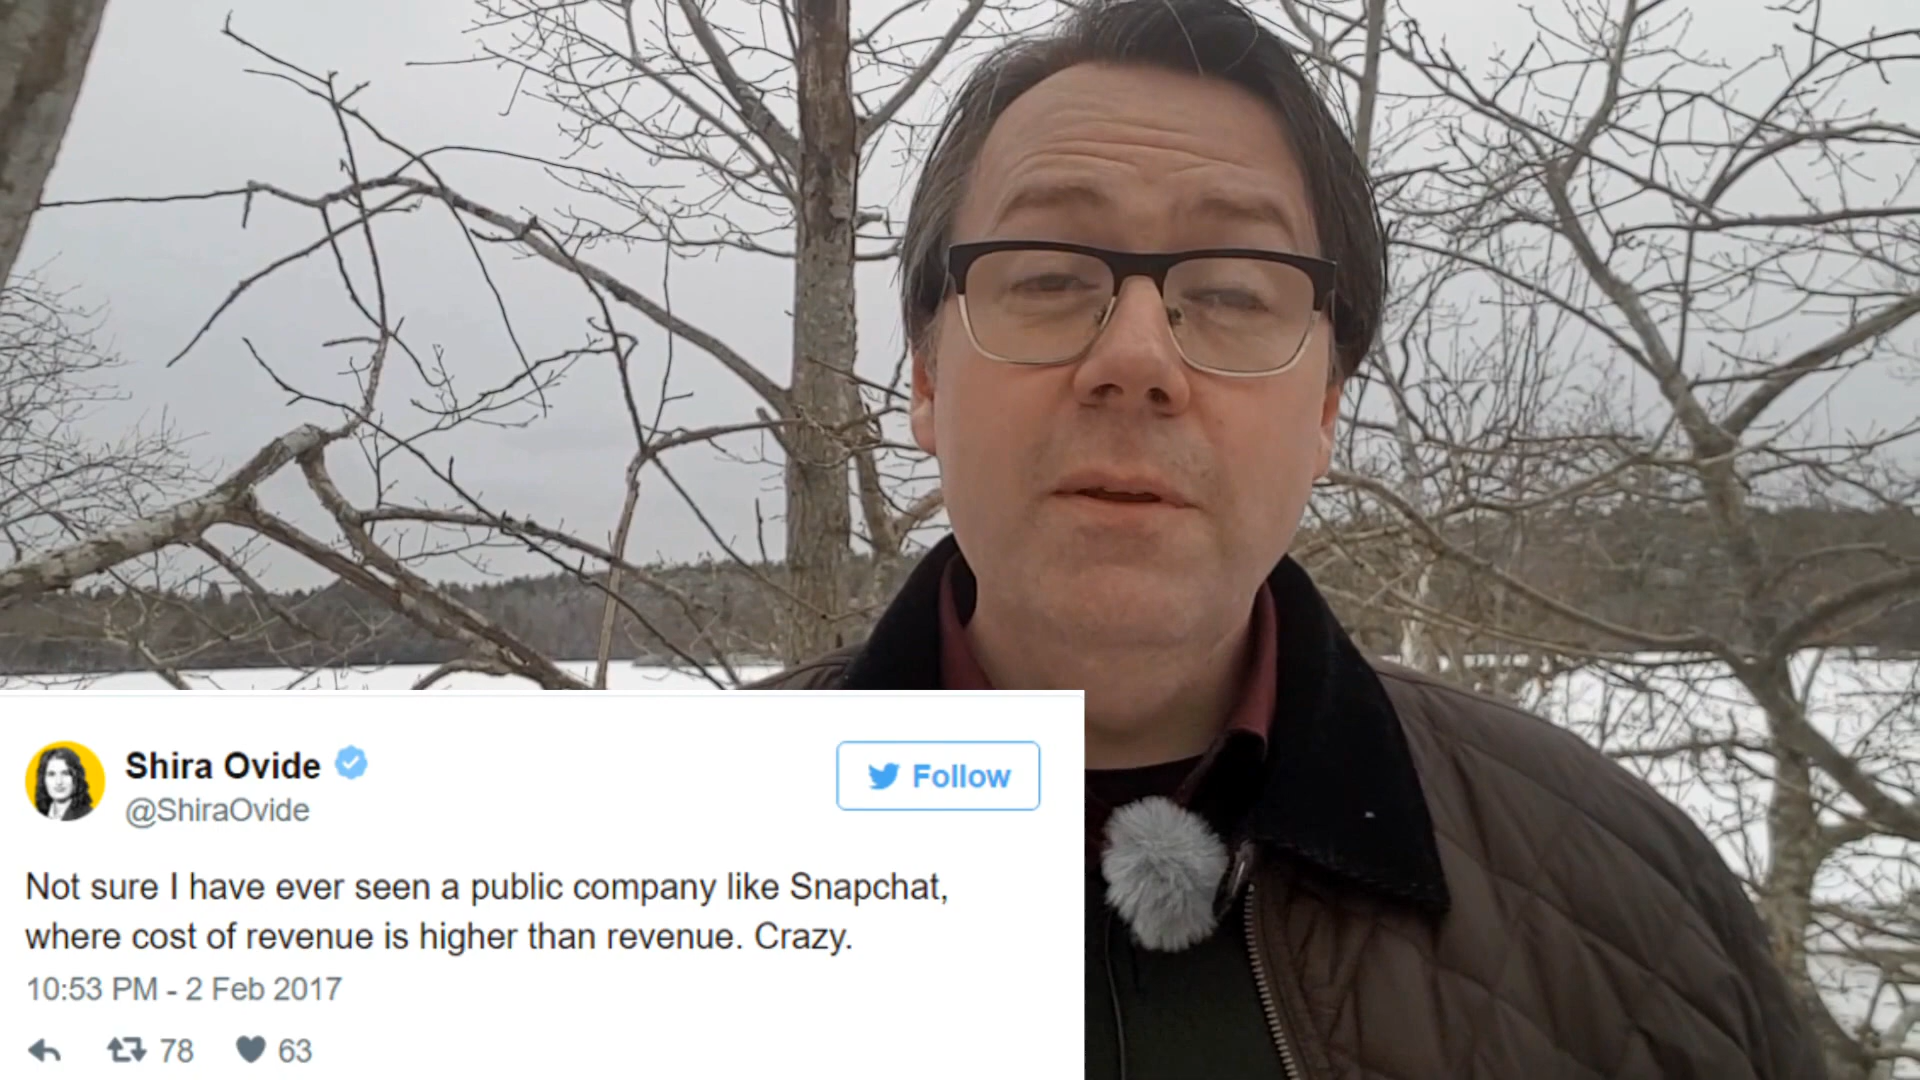 Shira Ovide
@ShiraOvide
Follow
Not sure I have ever seen a public company like Snapchat,
where cost of revenue is higher than revenue. Crazy.
10:53 PM - 2 Feb 2017
78 63